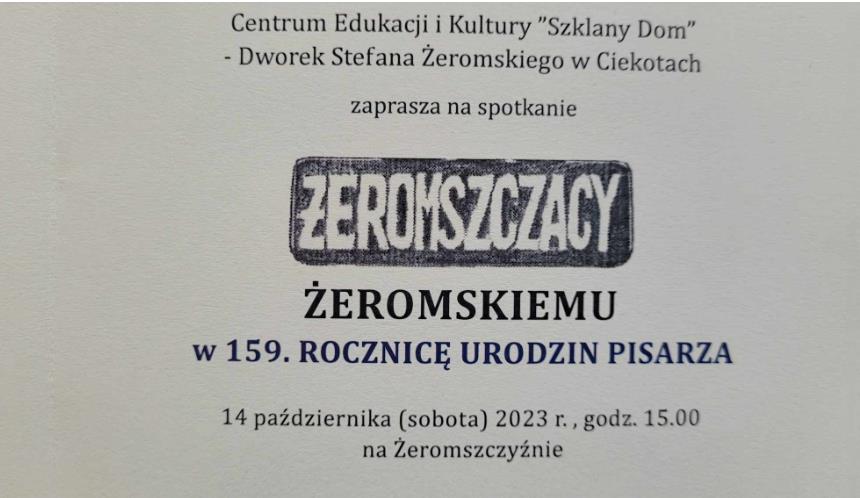 Centrum Edukacji i Kultury ”Szklany Dom”
- Dworek Stefana Żeromskiego w Ciekotach
zaprasza na spotkanie
ŻEROMSZCZACY
ŻEROMSKIEMU
w 159. ROCZNICĘ URODZIN PISARZA
14 października (sobota) 2023 r., godz. 15.00
na Żeromszczyźnie